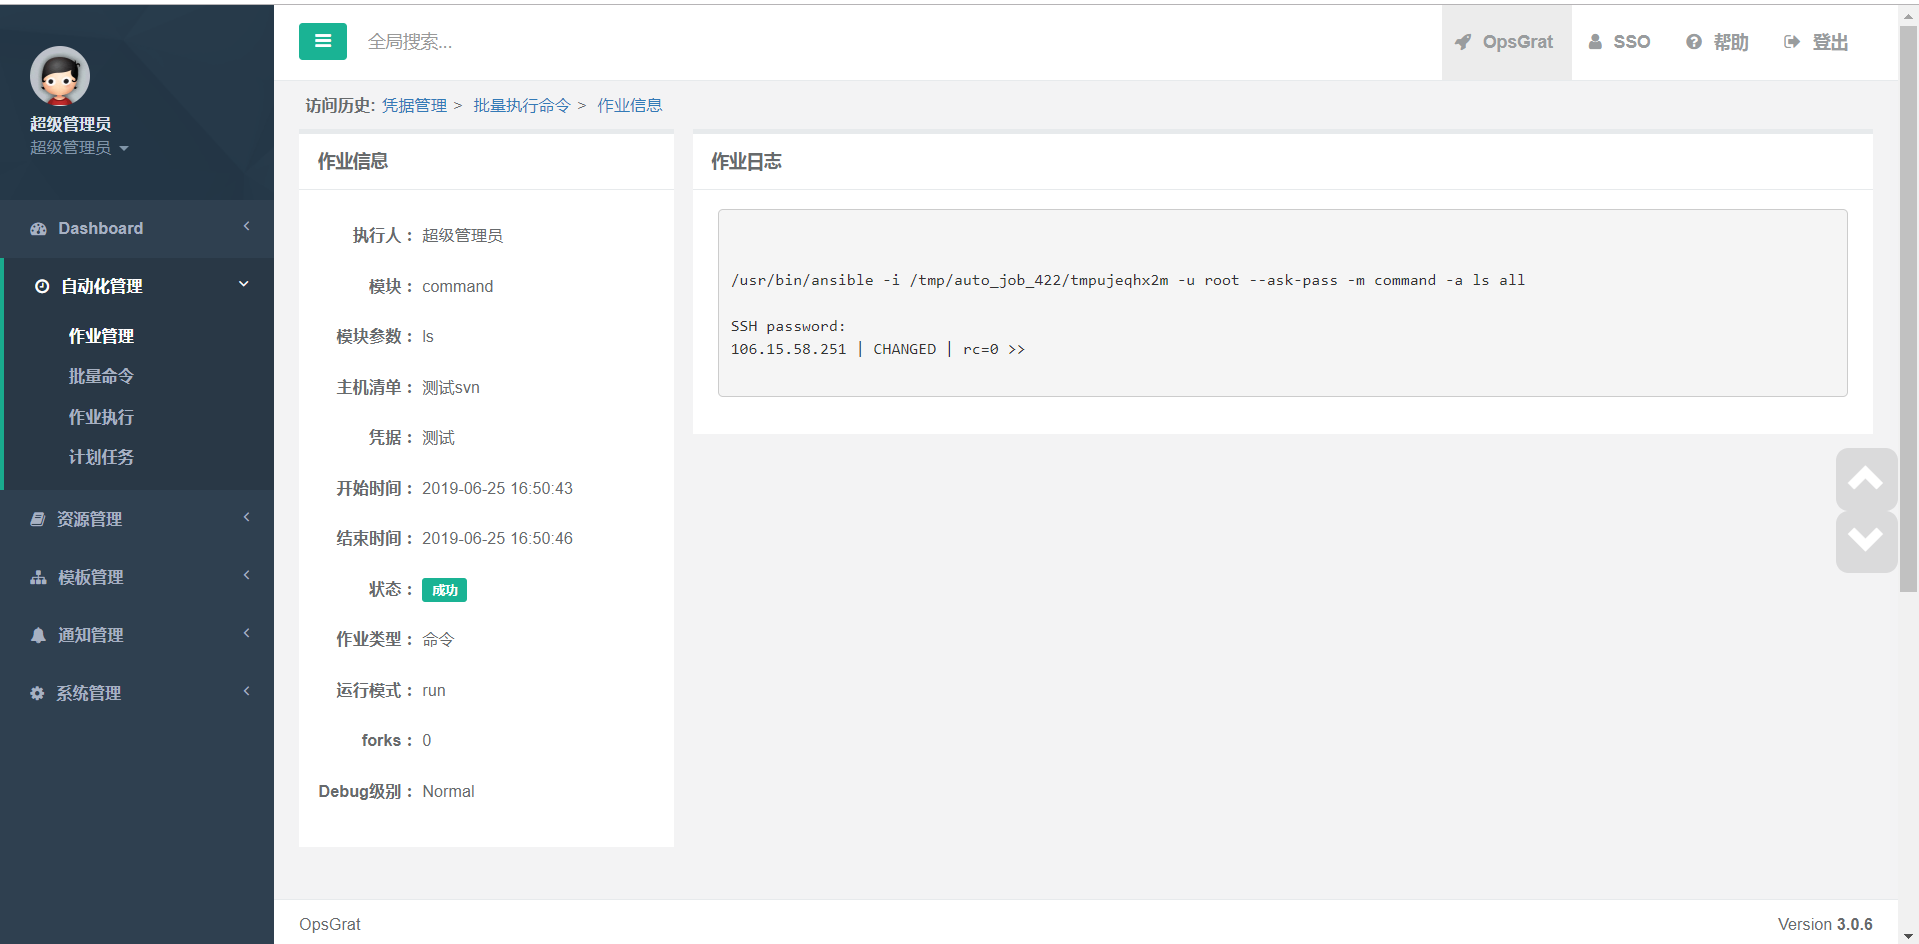 超级管理员
超级管理员
Dashboard
自动化管理
作业管理
批量命令
作业执行
计划任务
资源管理
模板管理
通知管理
系统管理
全局搜索...
OpsGrat
SSO
帮助
登出
访问历史: 凭据管理 > 批量执行命令 > 作业信息
作业信息
执行人： 超级管理员
模块： command
模块参数： ls
主机清单： 测试svn
凭据： 测试
开始时间： 2019-06-25 16:50:43
结束时间： 2019-06-25 16:50:46
状态： 成功
作业类型： 命令
运行模式： run
forks： 0
Debug级别： Normal
作业日志
/usr/bin/ansible -i /tmp/auto_job_422/tmpujeqhx2m -u root --ask-pass -m command -a ls all
SSH password:
106.15.58.251 | CHANGED | rc=0 >>
OpsGrat
Version 3.0.6